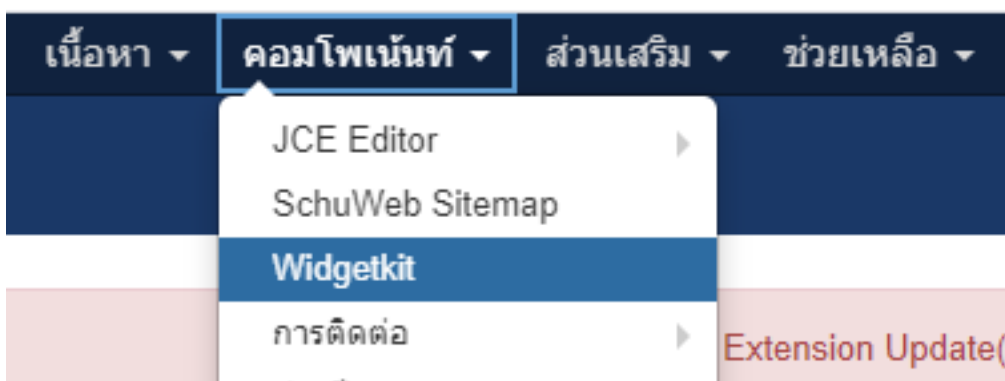 เนื้อหา คอมโพเน้นท์ ส่วนเสริม ช่วยเหลือ
JCE Editor
SchuWeb Sitemap
Widgetkit
การติดต่อ
Extension Update(